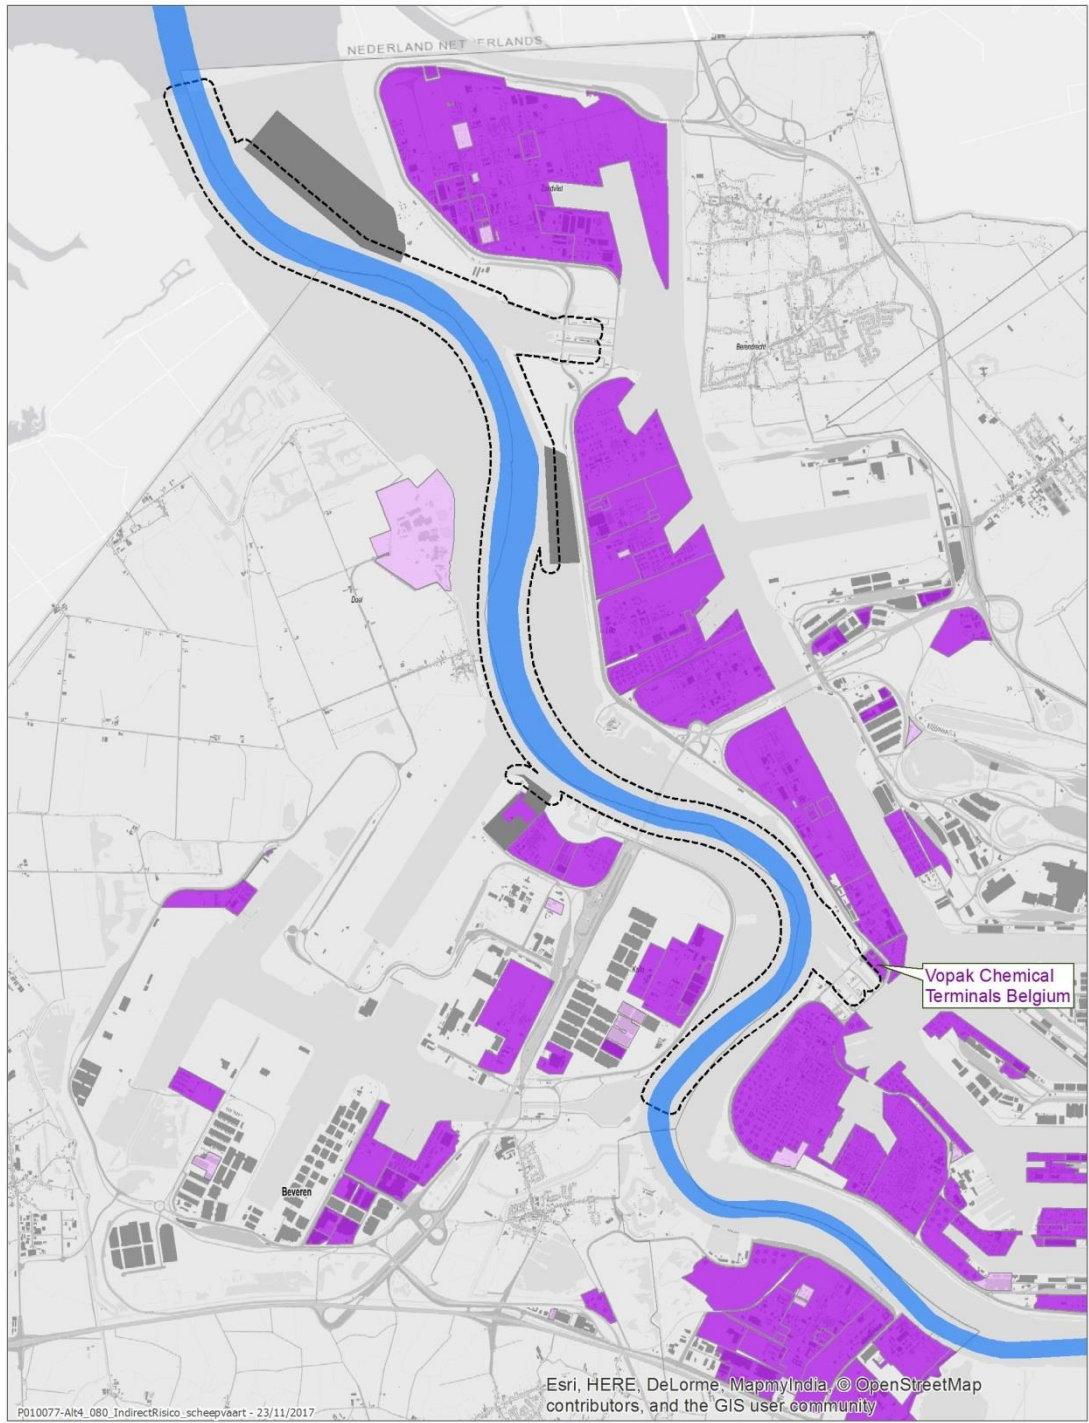 NEDERLAND NETHERLANDS
Zandvliet
Berendrecht
Doel
Lillo
Vopak Chemical
Terminals Belgium
Beveren
Esri, HERE, DeLorme, MapmyIndia, © OpenStreetMap
contributors, and the GIS user community
P010077-Alt4_080_IndirectRisico_scheepvaart - 23/11/2017